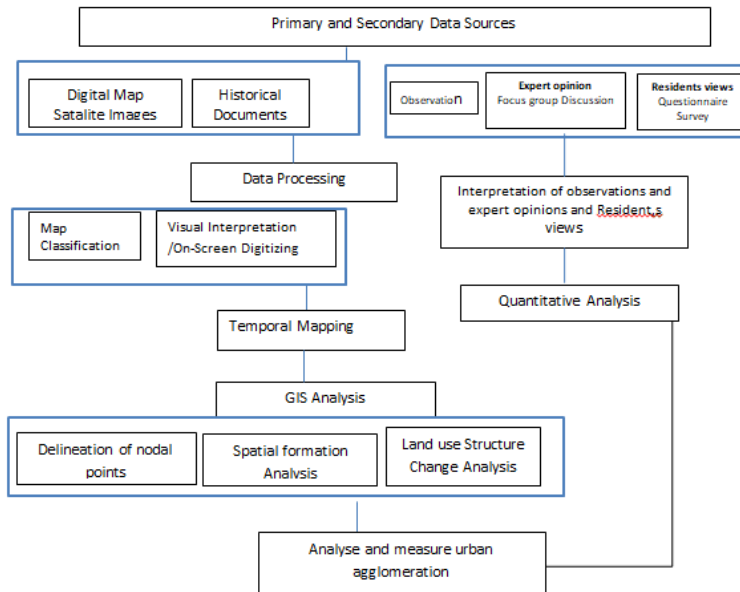 Primary and Secondary Data Sources
Digital Map
Satalite Images
Historical
Documents
Observation
Expert opinion
Focus group Discussion
Residents views
Questionnaire
Survey
Data Processing
Interpretation of observations and
expert opinions and Resident,s
views
Map
Classification
Visual Interpretation
/On-Screen Digitizing
Quantitative Analysis
Temporal Mapping
GIS Analysis
Delineation of nodal
points
Spatial formation
Analysis
Land use Structure
Change Analysis
Analyse and measure urban
agglomeration